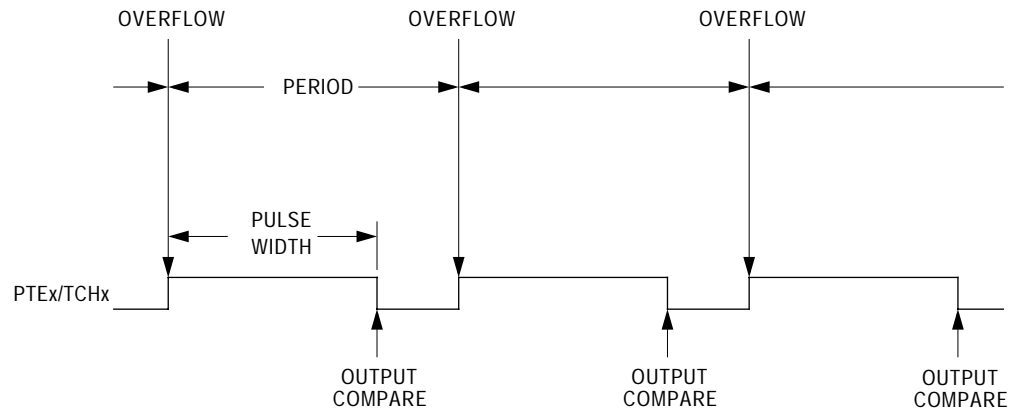 OVERFLOW OVERFLOW OVERFLOW
PERIOD
PULSE
WIDTH
PTEx/TCHx
OUTPUT
COMPARE
OUTPUT
COMPARE
OUTPUT
COMPARE